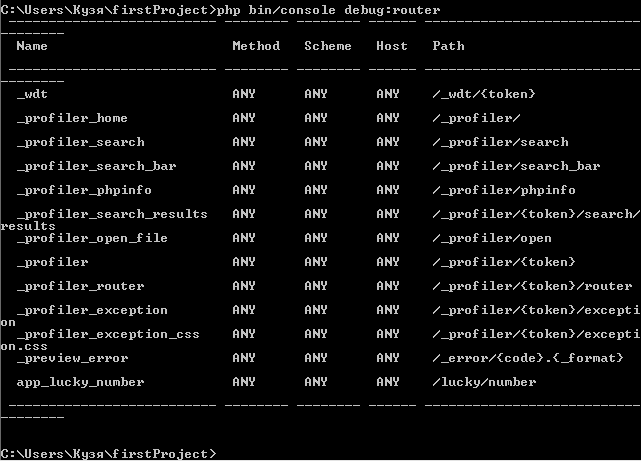 C:\Users\Кузя\firstProject>php bin/console debug:router
-------------------------- -------- -------- ------ ---------------------------
--------
Name Method Scheme Host Path
-------------------------- -------- -------- ------ ---------------------------
--------
_wdt ANY ANY ANY /_wdt/{token}
_profiler_home ANY ANY ANY /_profiler/
_profiler_search ANY ANY ANY /_profiler/search
_profiler_search_bar ANY ANY ANY /_profiler/search_bar
_profiler_phpinfo ANY ANY ANY /_profiler/phpinfo
_profiler_search_results ANY ANY ANY /_profiler/{token}/search/
results
_profiler_open_file ANY ANY ANY /_profiler/open
_profiler ANY ANY ANY /_profiler/{token}
_profiler_router ANY ANY ANY /_profiler/{token}/router
_profiler_exception ANY ANY ANY /_profiler/{token}/excepti
on
_profiler_exception_css ANY ANY ANY /_profiler/{token}/excepti
on.css
_preview_error ANY ANY ANY /_error/{code}.{_format}
app_lucky_number ANY ANY ANY /lucky/number
-------------------------- -------- -------- ------ ---------------------------
--------
C:\Users\Кузя\firstProject>